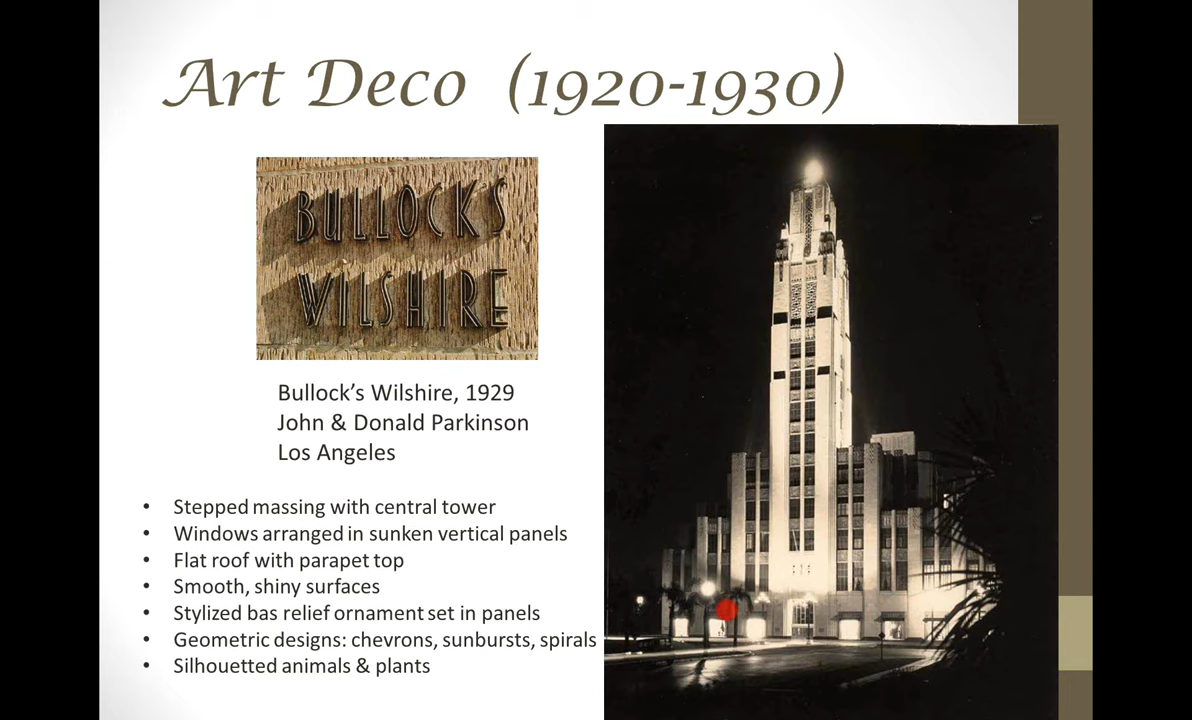 Art Deco (1920-1930)
BULLOCK'S
WILSHIRE
Bullock’s Wilshire, 1929
John & Donald Parkinson
Los Angeles
• Stepped massing with central tower
• Windows arranged in sunken vertical panels
• Flat roof with parapet top
• Smooth, shiny surfaces
• Stylized bas relief ornament set in panels
• Geometric designs: chevrons, sunbursts, spirals
• Silhouetted animals & plants